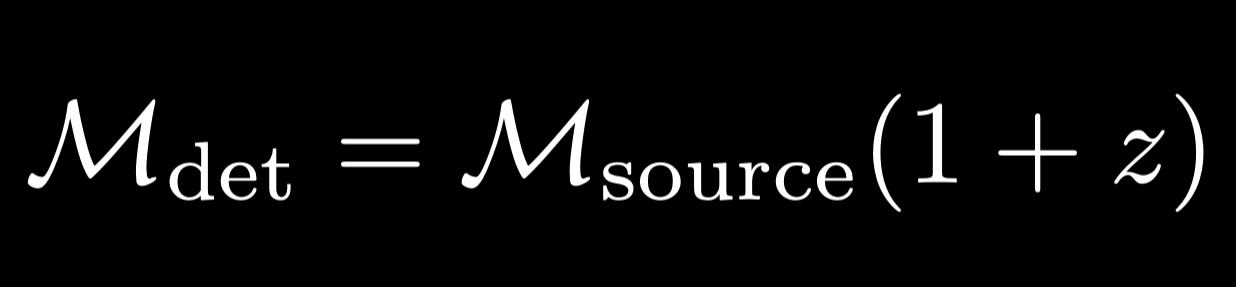 ℳ_det = ℳ_source(1 + z)